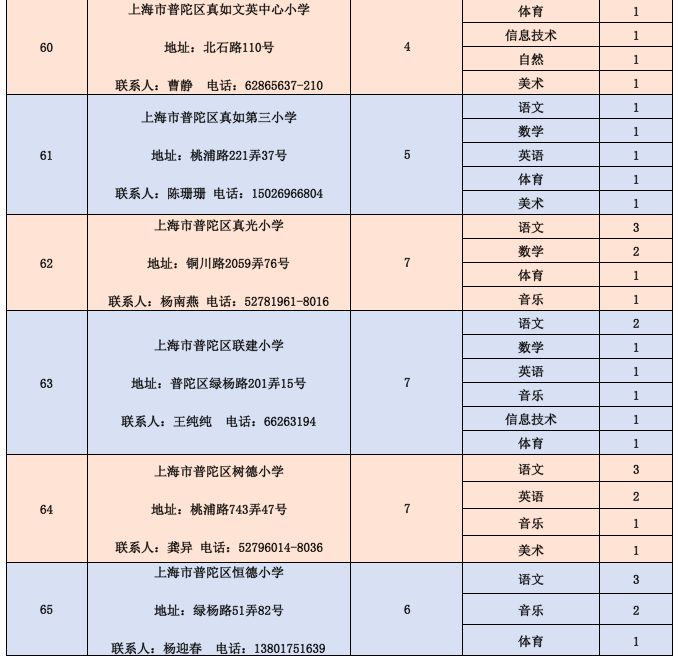 60
上海市普陀区真如文英中心小学
地址：北石路110号
联系人：曹静 电话：62865637-210
4
体育 1
信息技术 1
自然 1
美术 1
61
上海市普陀区真如第三小学
地址：桃浦路221弄37号
联系人：陈珊珊 电话：15026966804
5
语文 1
数学 1
英语 1
体育 1
美术 1
62
上海市普陀区真光小学
地址：铜川路2059弄76号
联系人：杨南燕 电话：52781961-8016
7
语文 3
数学 2
体育 1
音乐 1
63
上海市普陀区联建小学
地址：普陀区绿杨路201弄15号
联系人：王纯纯 电话：66263194
7
语文 2
数学 1
英语 1
音乐 1
信息技术 1
体育 1
64
上海市普陀区树德小学
地址：桃浦路743弄47号
联系人：龚异 电话：52796014-8036
7
语文 3
英语 2
音乐 1
美术 1
65
上海市普陀区恒德小学
地址：绿杨路51弄82号
联系人：杨迎春 电话：13801751639
6
语文 3
音乐 2
体育 1